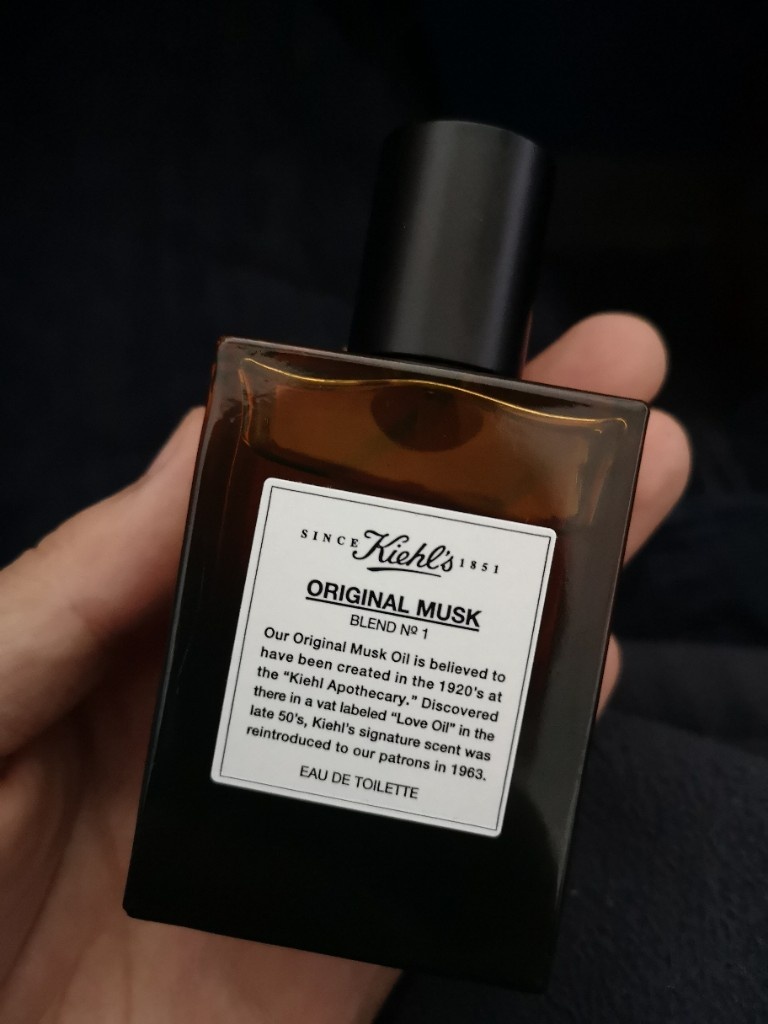 SINCE Kiehl's 1851
ORIGINAL MUSK
BLEND Nº 1
Our Original Musk Oil is believed to
have been created in the 1920's at
the "Kiehl Apothecary." Discovered
there in a vat labeled "Love Oil" in the
late 50's, Kiehl's signature scent was
reintroduced to our patrons in 1963.
EAU DE TOILETTE